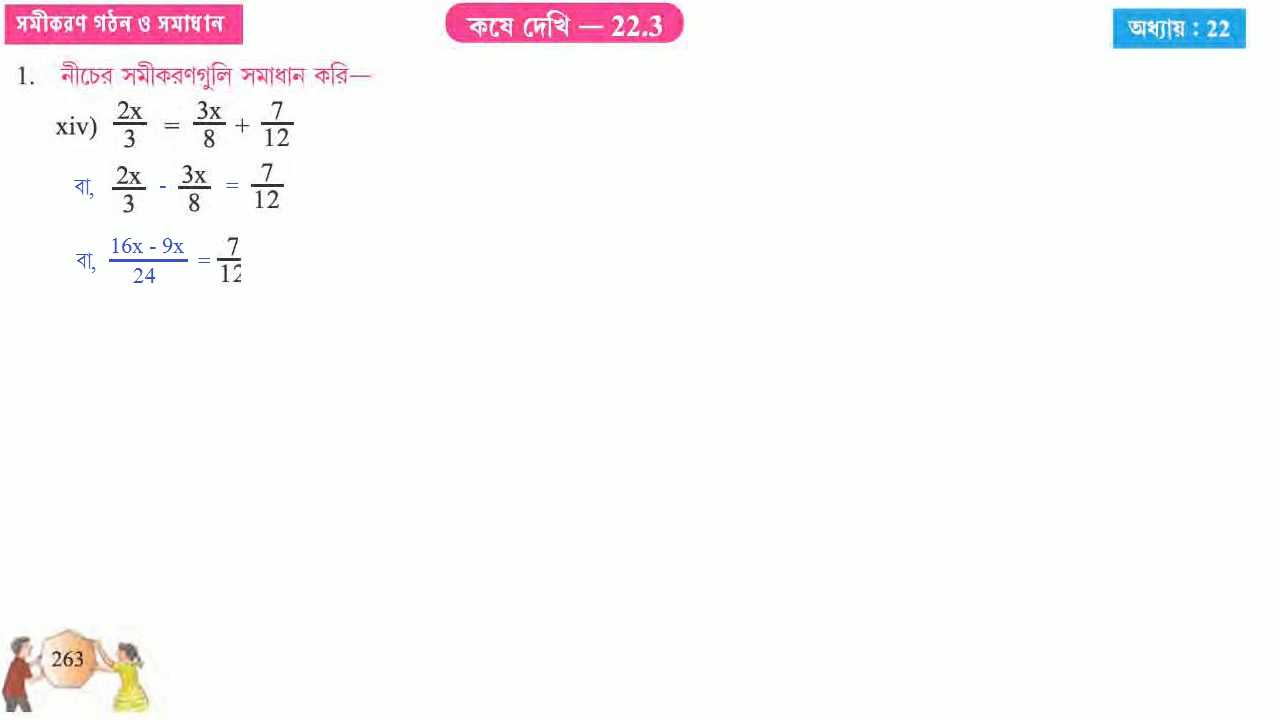 সমীকরণ গঠন ও সমাধান
কষে দেখি — 22.3
অধ্যায় : 22
1. নীচের সমীকরণগুলি সমাধান করি—
xiv) 2x/3 = 3x/8 + 7/12
বা, 2x/3 - 3x/8 = 7/12
বা, 16x - 9x/24 = 7/12
263